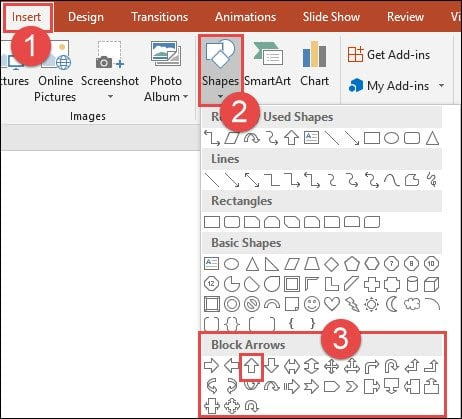 Insert Design Transitions Animations Slide Show Review
1
Online Pictures Screenshot Photo Album Shapes SmartArt Chart Get Add-ins
My Add-ins
Images
2
Used Shapes
Lines
Rectangles
Basic Shapes
3
Block Arrows